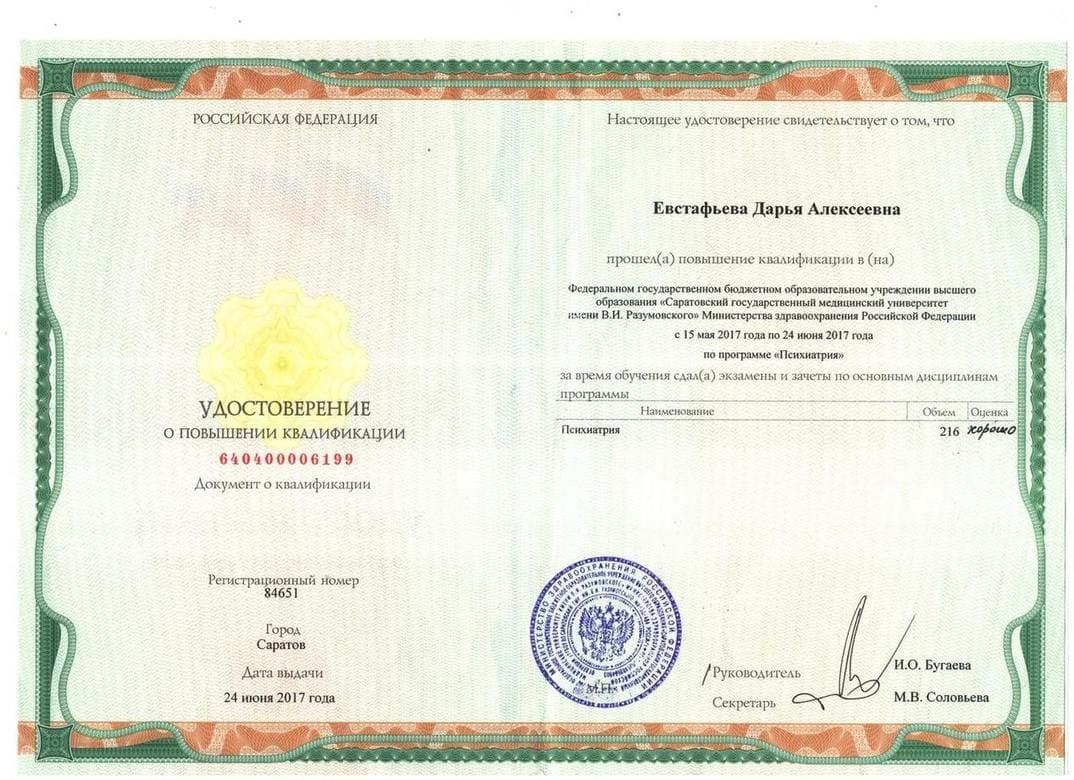 РОССИЙСКАЯ ФЕДЕРАЦИЯ
УДОСТОВЕРЕНИЕ
О ПОВЫШЕНИИ КВАЛИФИКАЦИИ
640400006199
Документ о квалификации
Регистрационный номер
84651
Город
Саратов
Дата выдачи
24 июня 2017 года
Настоящее удостоверение свидетельствует о том, что
Евстафьева Дарья Алексеевна
прошел(а) повышение квалификации в (на)
Федеральном государственном бюджетном образовательном учреждении высшего
образования «Саратовский государственный медицинский университет
имени В.И. Разумовского» Министерства здравоохранения Российской Федерации
с 15 мая 2017 года по 24 июня 2017 года
по программе «Психиатрия»
за время обучения сдал(а) экзамены и зачеты по основным дисциплинам
программы
Наименование Объем Оценка
Психиатрия 216 хорошо
МИНИСТЕРСТВО ЗДРАВООХРАНЕНИЯ РОССИЙСКОЙ ФЕДЕРАЦИИ
М.П.
Руководитель И.О. Бугаева
Секретарь М.В. Соловьева